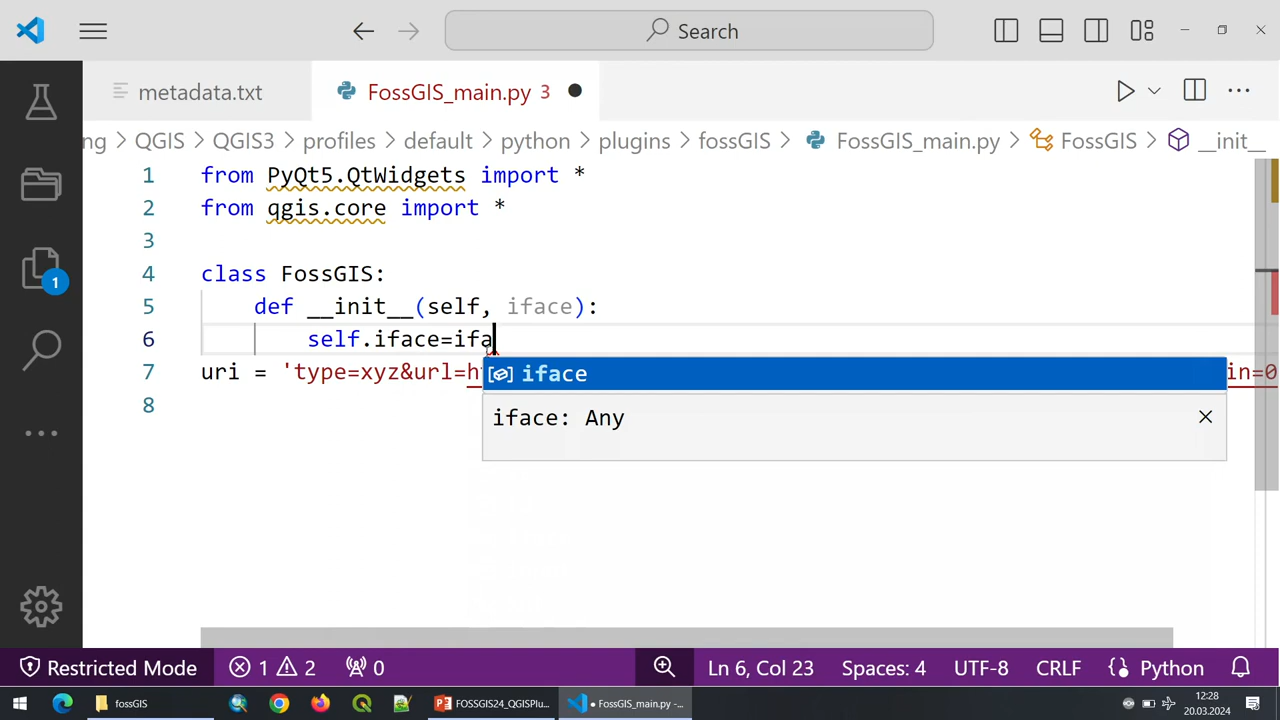 Search
metadata.txt
FossGIS_main.py 3
ng > QGIS > QGIS3 > profiles > default > python > plugins > fossGIS > FossGIS_main.py > FossGIS > __init__
1 from PyQt5.QtWidgets import *
2 from qgis.core import *
3
4 class FossGIS:
5 def __init__(self, iface):
6 self.iface=ifa
iface
7 uri = 'type=xyz&url=h in=0
iface: Any
8
1
Restricted Mode 1 2 0 Ln 6, Col 23 Spaces: 4 UTF-8 CRLF Python
fossGIS FOSSGIS24_QGISPlu... FossGIS_main.py -...
12:28
20.03.2024